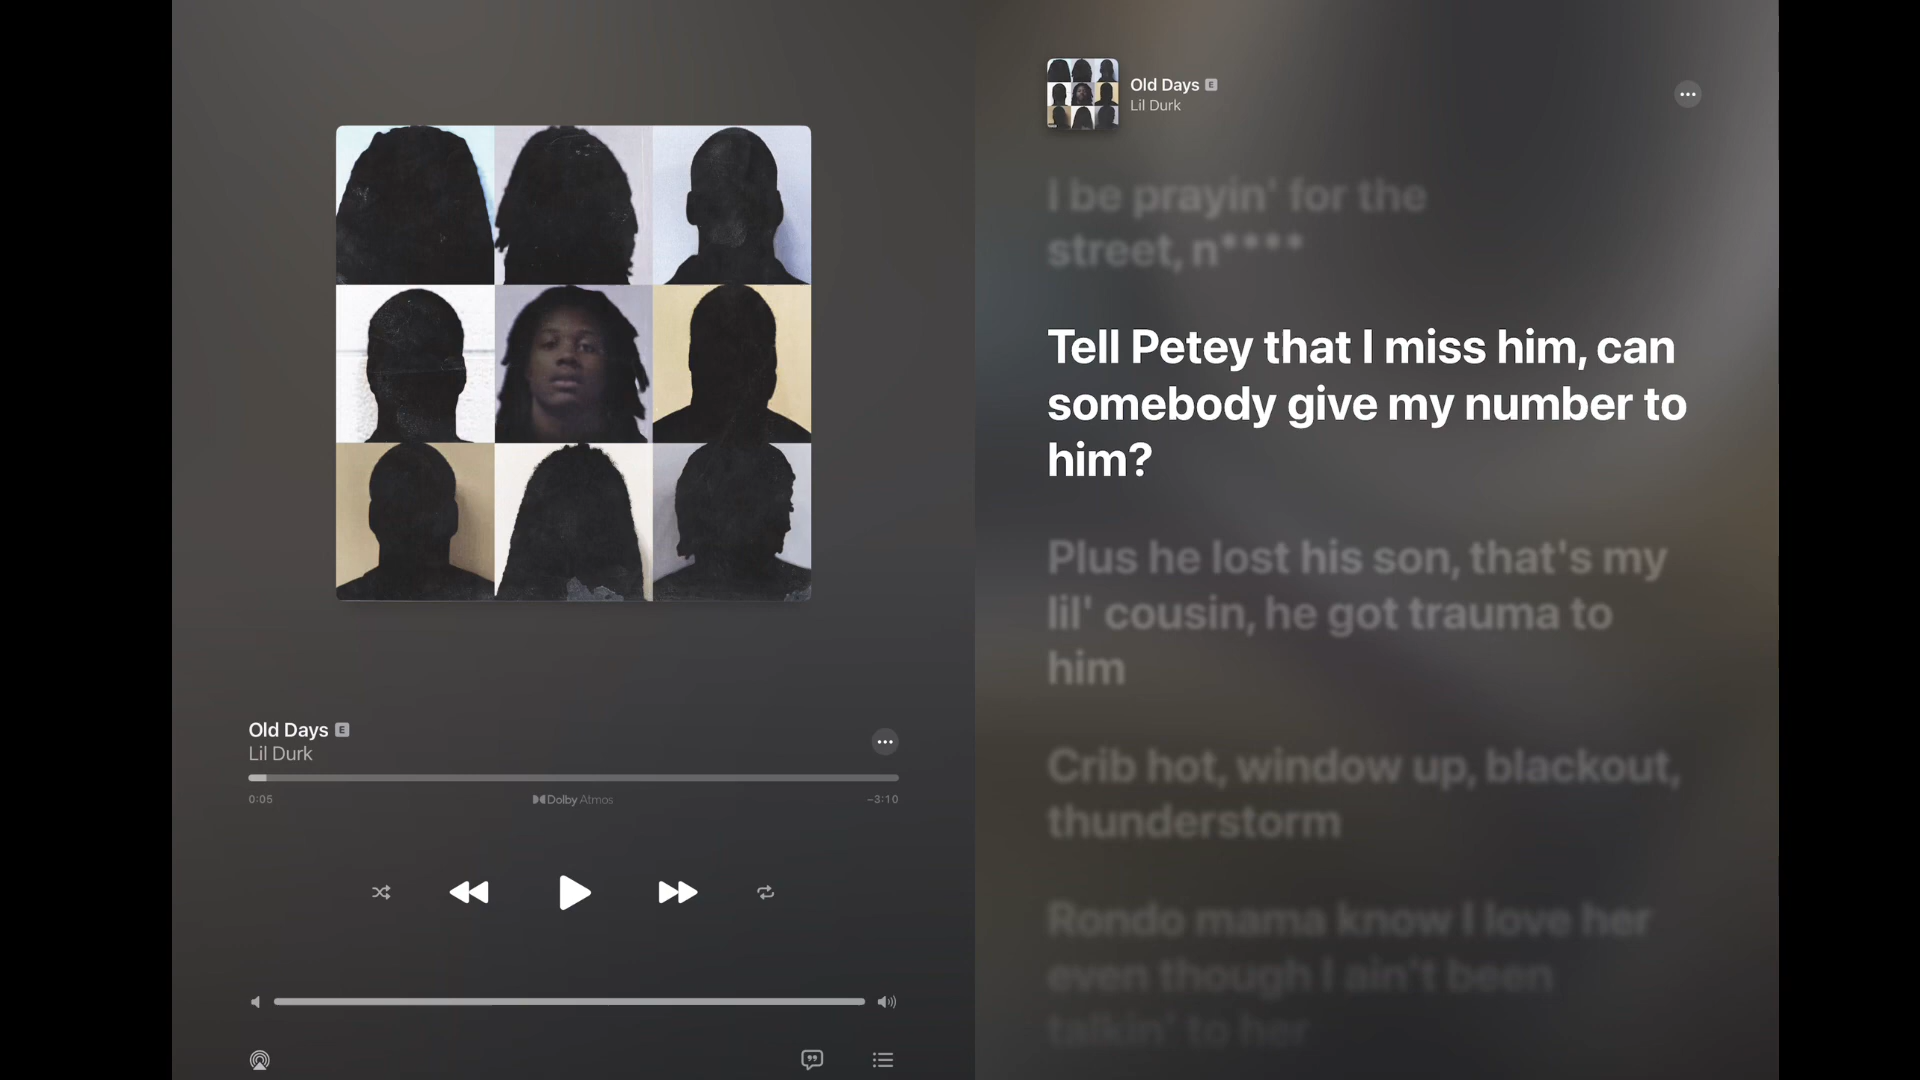 Old Days E
Lil Durk
0:05
Dolby Atmos
-3:10
Old Days E
Lil Durk
I be prayin' for the
street, n****
Tell Petey that I miss him, can
somebody give my number to
him?
Plus he lost his son, that's my
lil' cousin, he got trauma to
him
Crib hot, window up, blackout,
thunderstorm
Rondo mama know I love her
even though I ain't been
talkin' to her